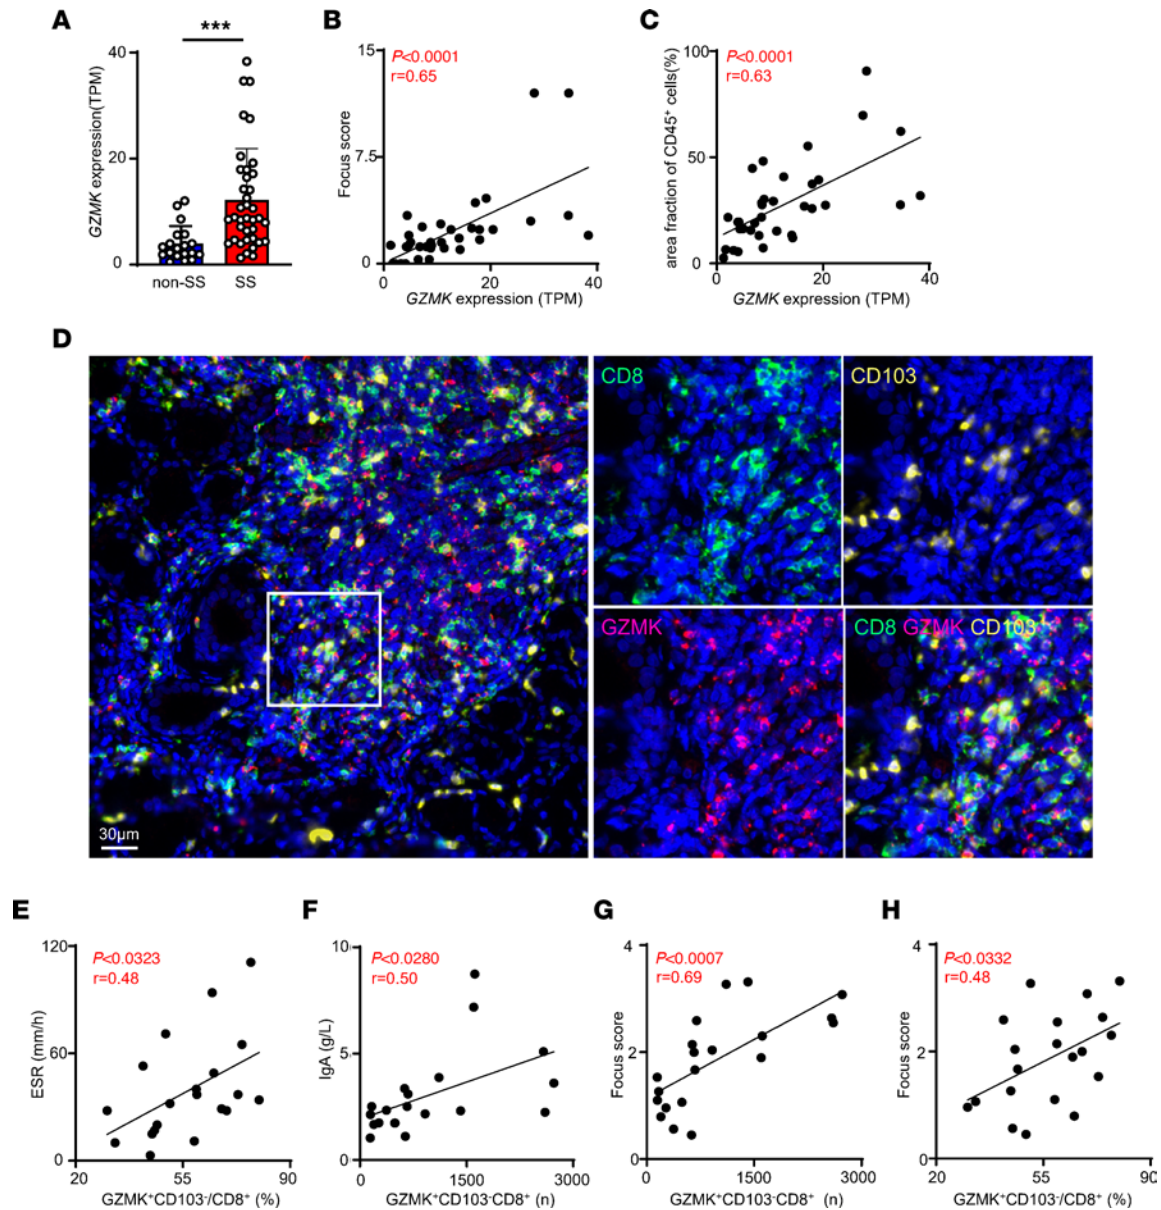 A
***
GZMK expression(TPM)
40
20
0
non-SS
SS
B
P<0.0001
r=0.65
Focus score
15
7.5
0
0
20
40
GZMK expression (TPM)
C
P<0.0001
r=0.63
area fraction of CD45⁺ cells(%)
100
50
0
0
20
40
GZMK expression (TPM)
D
30μm
CD8
CD103
GZMK
CD8 GZMK CD103
E
P<0.0323
r=0.48
ESR (mm/h)
120
60
0
20
55
90
GZMK⁺CD103⁻/CD8⁺ (%)
F
P<0.0280
r=0.50
IgA (g/L)
10
5
0
0
1500
3000
GZMK⁺CD103⁻CD8⁺ (n)
G
P<0.0007
r=0.69
Focus score
4
2
0
0
1500
3000
GZMK⁺CD103⁻CD8⁺ (n)
H
P<0.0332
r=0.48
Focus score
4
2
0
20
55
90
GZMK⁺CD103⁻/CD8⁺ (%)